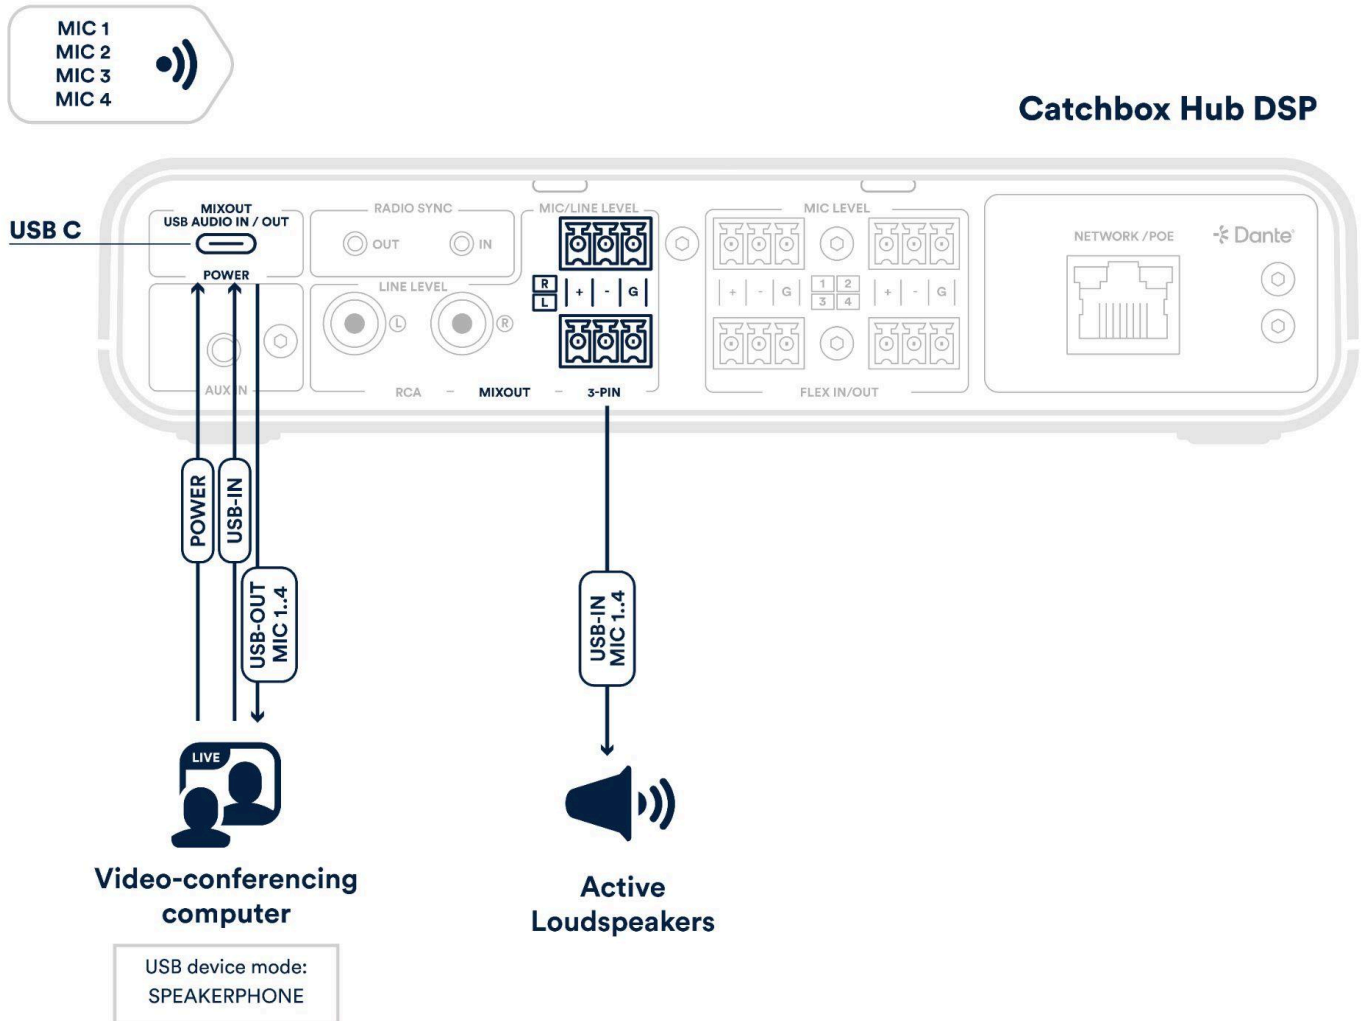 MIC 1
MIC 2
MIC 3
MIC 4
Catchbox Hub DSP
USB C
MIXOUT
USB AUDIO IN / OUT
POWER
RADIO SYNC
OUT
IN
MIC/LINE LEVEL
R
L
+ - G
LINE LEVEL
L
R
AUX IN
RCA - MIXOUT - 3-PIN
MIC LEVEL
+ - G
1 2
3 4
+ - G
FLEX IN/OUT
NETWORK / POE
Dante
POWER
USB-IN
USB-OUT
MIC 1..4
USB-IN
MIC 1..4
LIVE
Video-conferencing
computer
USB device mode:
SPEAKERPHONE
Active
Loudspeakers